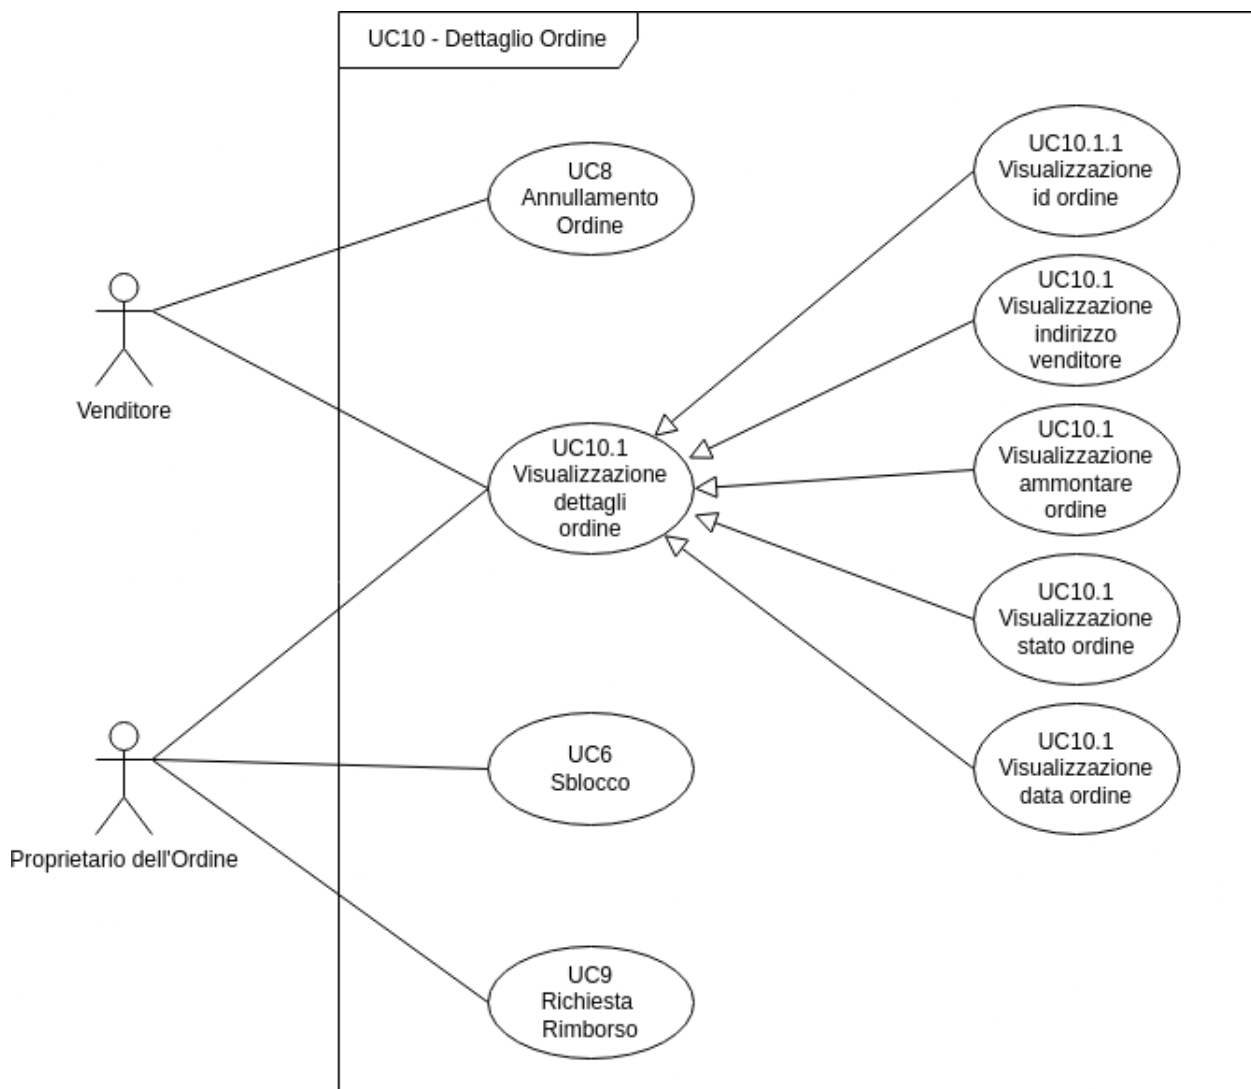 UC10 - Dettaglio Ordine
UC8
Annullamento
Ordine
UC10.1.1
Visualizzazione
id ordine
UC10.1
Visualizzazione
indirizzo
venditore
Venditore
UC10.1
Visualizzazione
dettagli
ordine
UC10.1
Visualizzazione
ammontare
ordine
UC10.1
Visualizzazione
stato ordine
UC6
Sblocco
UC10.1
Visualizzazione
data ordine
Proprietario dell'Ordine
UC9
Richiesta
Rimborso